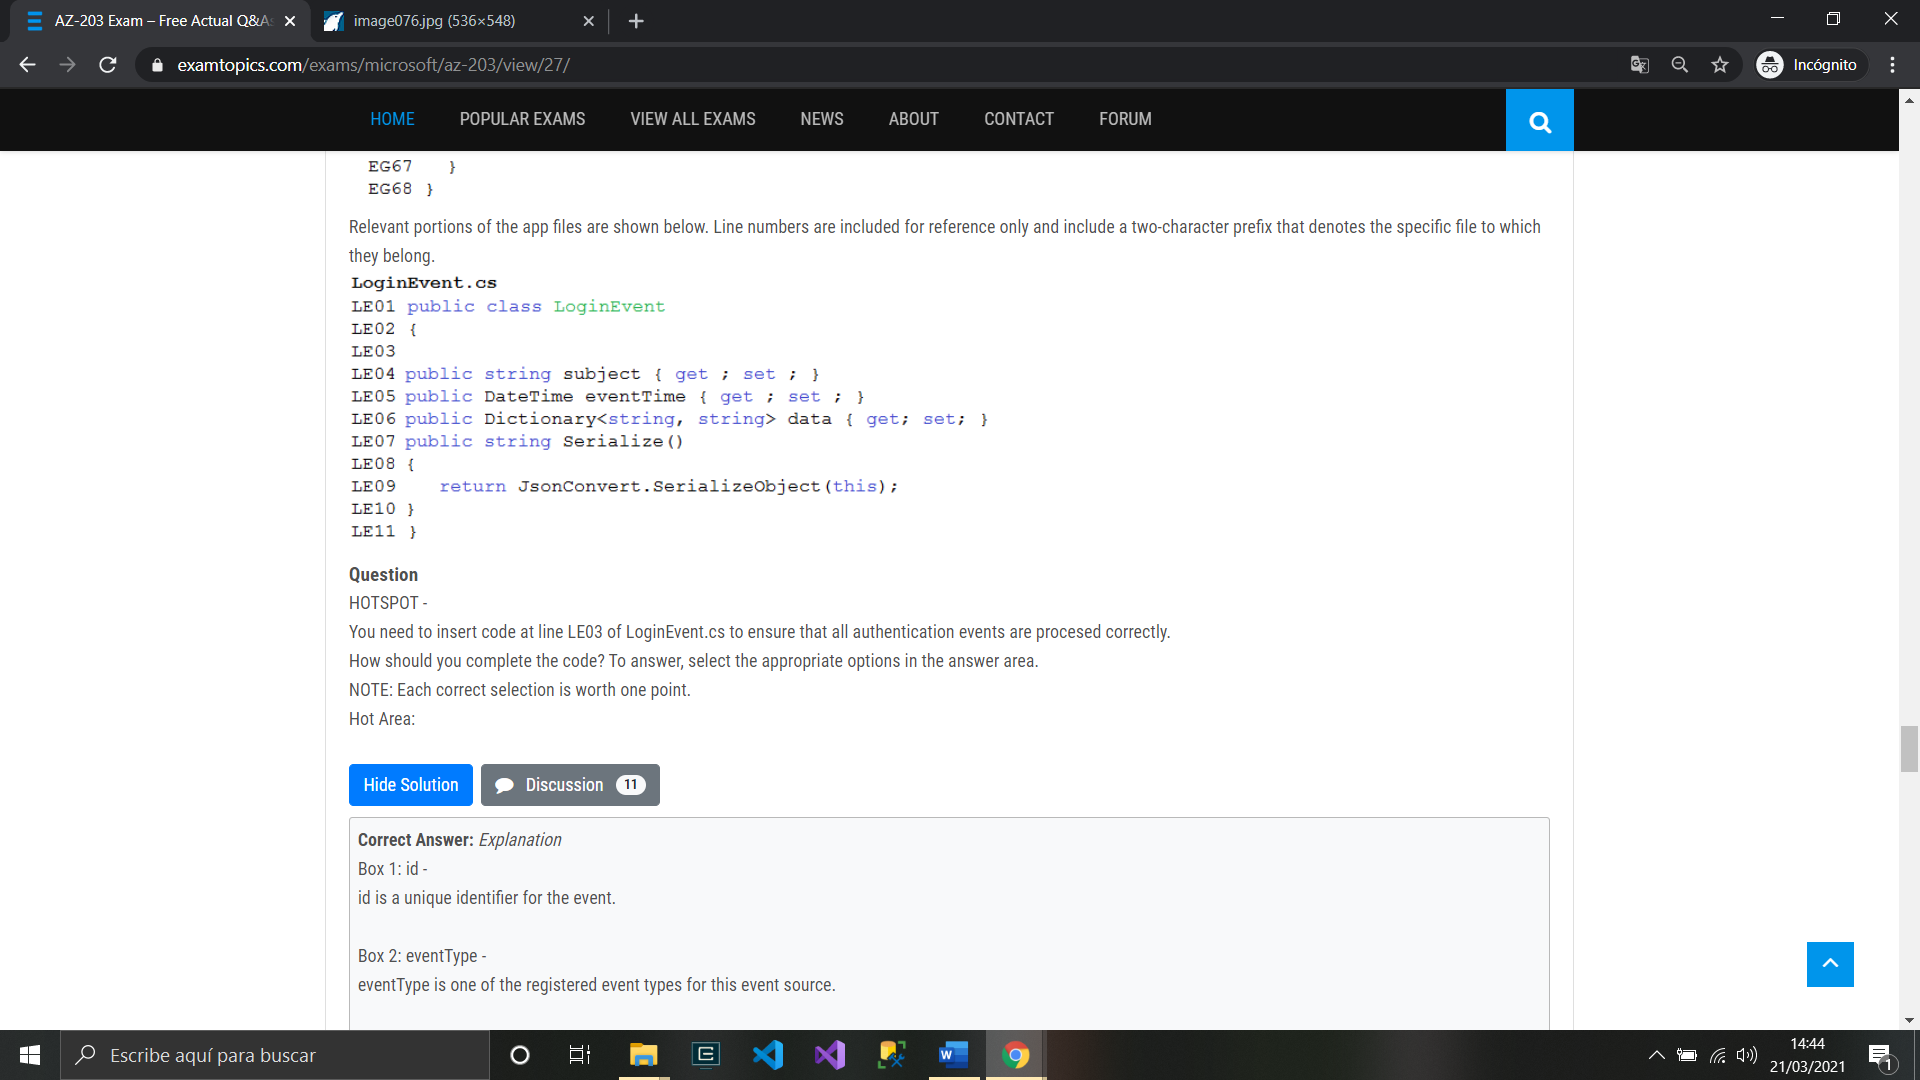 AZ-203 Exam – Free Actual Q&As
image076.jpg (536×548)
examtopics.com/exams/microsoft/az-203/view/27/
Incógnito
HOME POPULAR EXAMS VIEW ALL EXAMS NEWS ABOUT CONTACT FORUM
EG67 }
EG68 }
Relevant portions of the app files are shown below. Line numbers are included for reference only and include a two-character prefix that denotes the specific file to which
they belong.
LoginEvent.cs
LE01 public class LoginEvent
LE02 {
LE03
LE04 public string subject { get ; set ; }
LE05 public DateTime eventTime { get ; set ; }
LE06 public Dictionary<string, string> data { get; set; }
LE07 public string Serialize()
LE08 {
LE09 return JsonConvert.SerializeObject(this);
LE10 }
LE11 }
Question
HOTSPOT -
You need to insert code at line LE03 of LoginEvent.cs to ensure that all authentication events are procesed correctly.
How should you complete the code? To answer, select the appropriate options in the answer area.
NOTE: Each correct selection is worth one point.
Hot Area:
Hide Solution
Discussion 11
Correct Answer: Explanation
Box 1: id -
id is a unique identifier for the event.
Box 2: eventType -
eventType is one of the registered event types for this event source.
Escribe aquí para buscar
14:44
21/03/2021
1